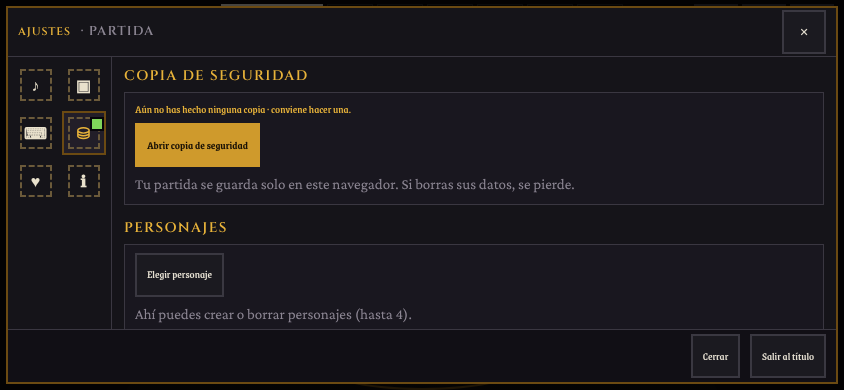 AJUSTES · PARTIDA
×
COPIA DE SEGURIDAD
Aún no has hecho ninguna copia · conviene hacer una.
Abrir copia de seguridad
Tu partida se guarda solo en este navegador. Si borras sus datos, se pierde.
PERSONAJES
Elegir personaje
Ahí puedes crear o borrar personajes (hasta 4).
Cerrar
Salir al título